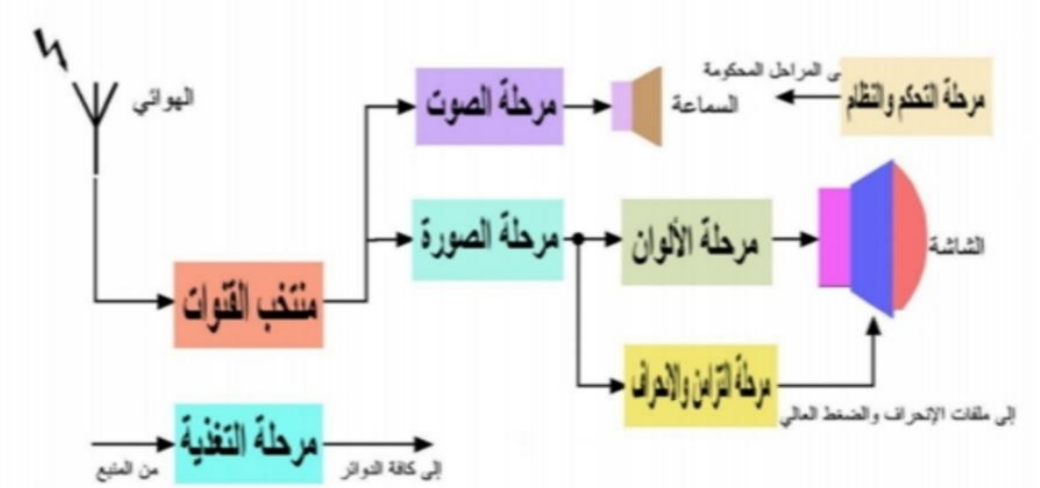 الهوائي
مرحلة الصوت
السماعة
ى المراحل المحكومة
مرحلة التحكم والنظام
مرحلة الصورة
مرحلة الألوان
الشاشة
منتخب القنوات
مرحلة التزامن والانحراف
إلى ملفات الإنحراف والضغط العالي
مرحلة التغذية
من المنبع
إلى كافة الدوائر